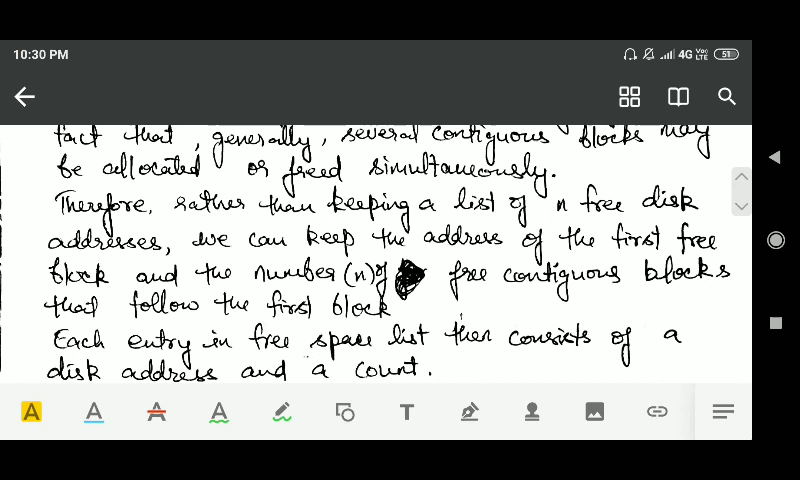 10:30 PM
4G Vo) LTE 51
fact that, generally, several contiguous blocks may
be allocated or freed simultaneously.
Therefore, rather than keeping a list of n free disk
addresses, we can keep the address of the first free
block and the number (n) of free contiguous blocks
that follow the first block
Each entry in free space list then consists of a
disk address and a count.
A A A A T